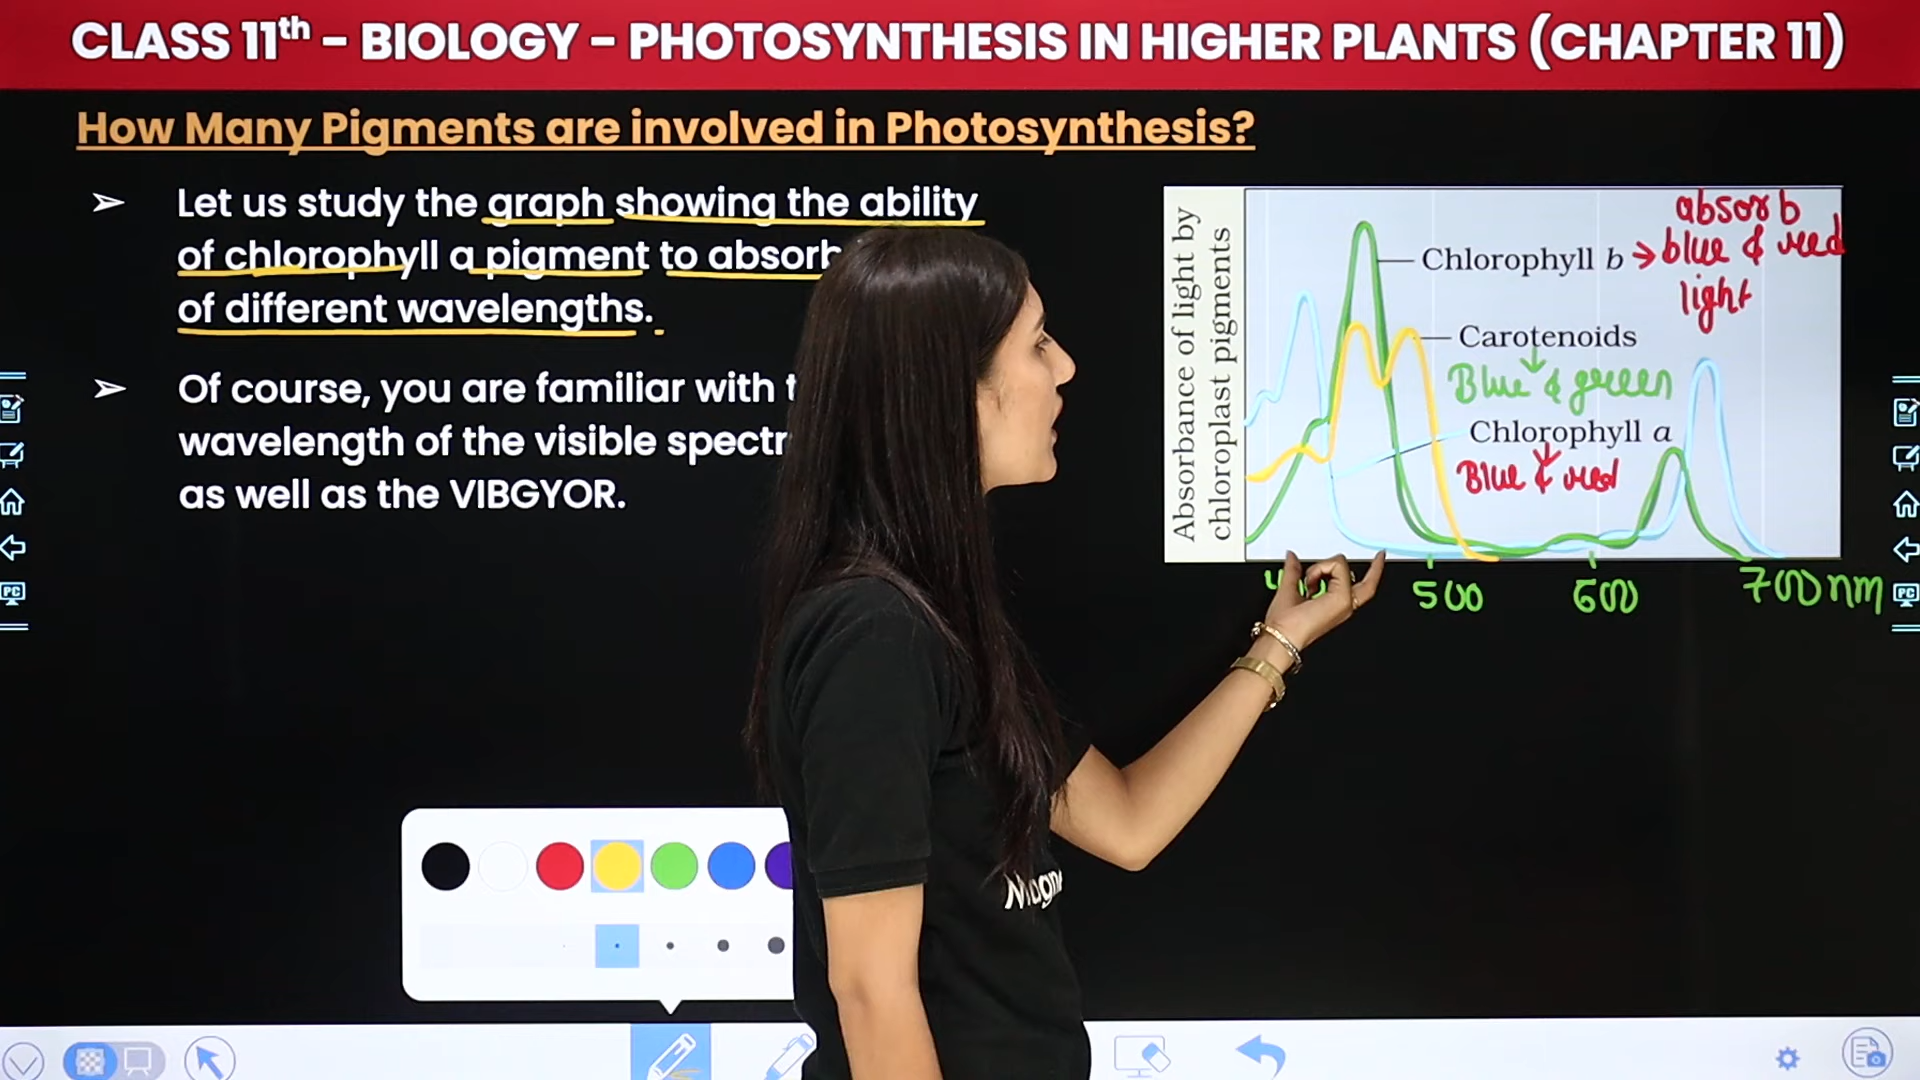 CLASS 11th - BIOLOGY - PHOTOSYNTHESIS IN HIGHER PLANTS (CHAPTER 11)
How Many Pigments are involved in Photosynthesis?
➢ Let us study the graph showing the ability
of chlorophyll a pigment to absorb
of different wavelengths.
➢ Of course, you are familiar with
wavelength of the visible
as well as the VIBGYOR.
Absorbance of light by
chloroplast pigments
absorb
Chlorophyll b → blue & red
light
Carotenoids
Blue & green
Chlorophyll a
Blue & red
500 600 700nm
PC PC